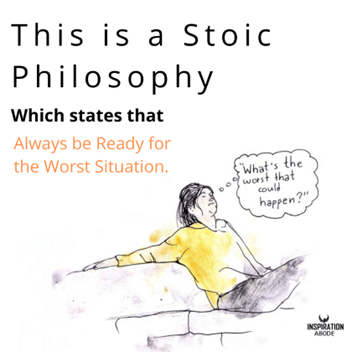 This is a Stoic
Philosophy
Which states that
Always be Ready for
the Worst Situation.
"What's the
worst that
could
happen?"
INSPIRATION
ABODE